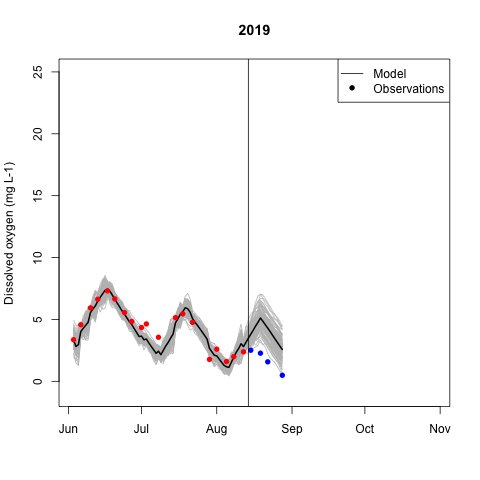 2019
Model
Observations
Dissolved oxygen (mg L-1)
25
20
15
10
5
0
Jun Jul Aug Sep Oct Nov